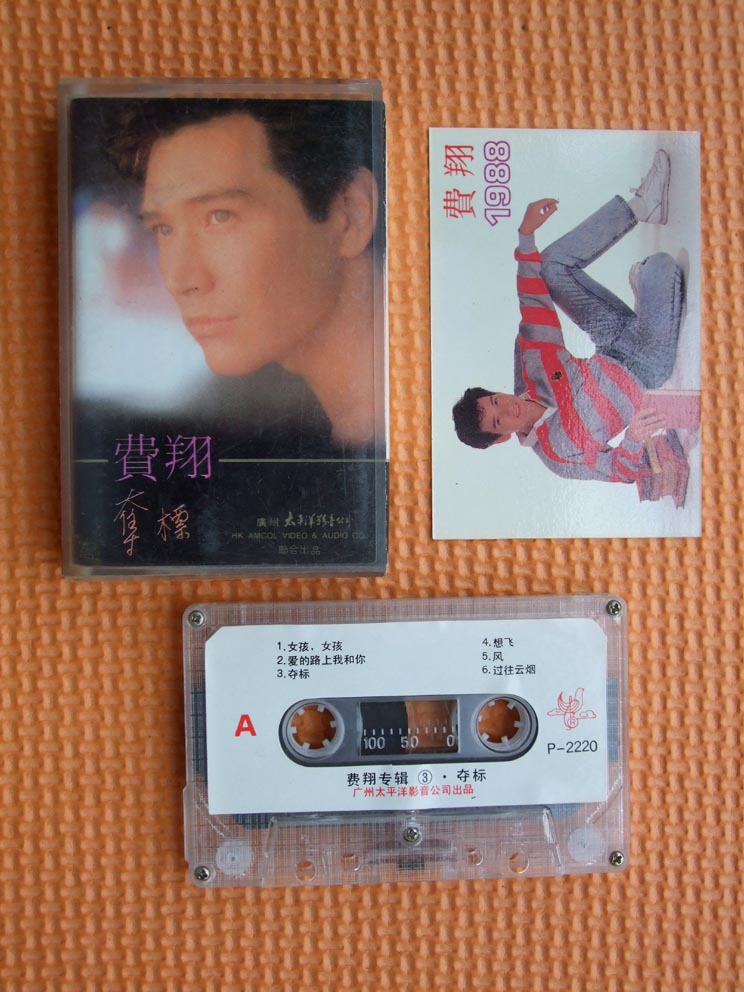 費翔
奪標
廣州 太平洋影音公司
HK AMCOL VIDEO & AUDIO CO.
聯合出品
費翔
1988
1.女孩，女孩
2.爱的路上我和你
3.夺标
4.想飞
5.风
6.过往云烟
A
100 50 0
P-2220
费翔专辑 ③·夺标
广州太平洋影音公司出品